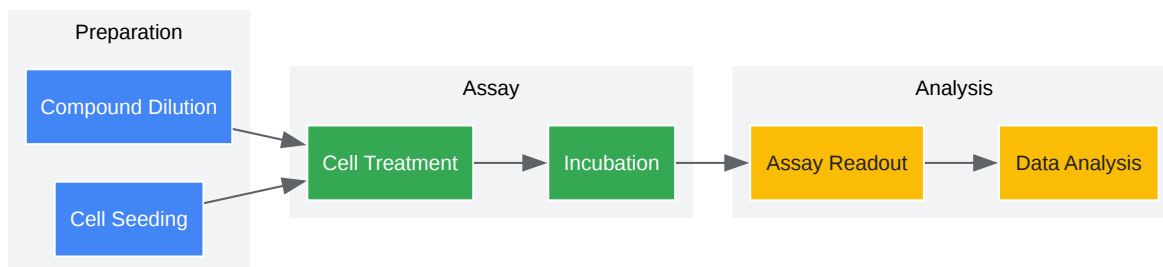 Preparation
Compound Dilution
Cell Seeding
Assay
Cell Treatment
Incubation
Analysis
Assay Readout
Data Analysis